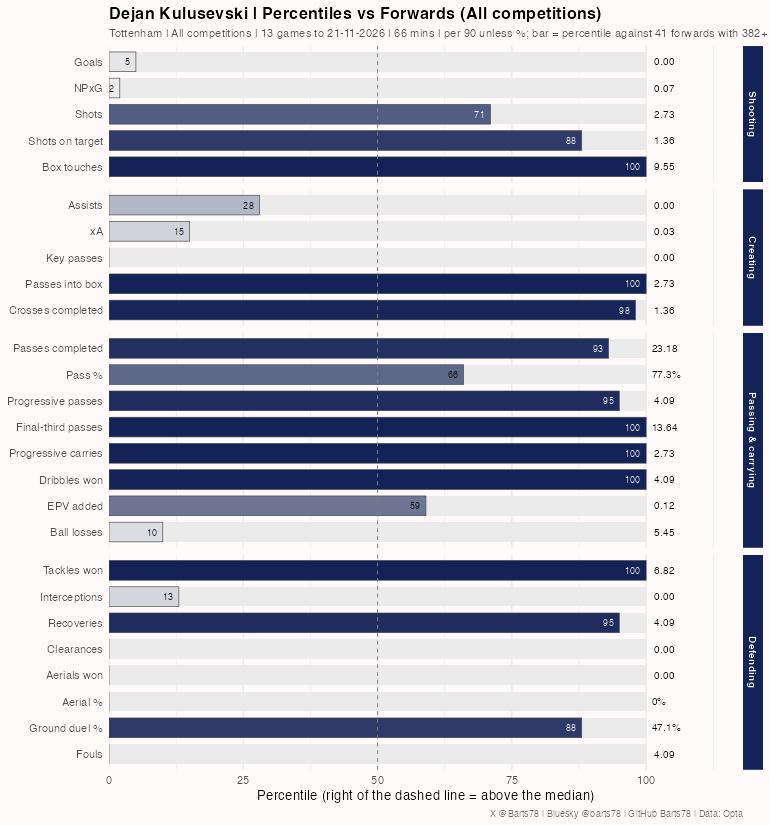 Dejan Kulusevski | Percentiles vs Forwards (All competitions)
Tottenham | All competitions | 13 games to 21-11-2026 | 66 mins | per 90 unless %; bar = percentile against 41 forwards with 382+
Goals 5 0.00
NPxG 2 0.07
Shots 71 2.73
Shots on target 88 1.36
Box touches 100 9.55
Shooting
Assists 28 0.00
xA 15 0.03
Key passes 0.00
Passes into box 100 2.73
Crosses completed 98 1.36
Creating
Passes completed 93 23.18
Pass % 66 77.3%
Progressive passes 95 4.09
Final-third passes 100 13.64
Progressive carries 100 2.73
Dribbles won 100 4.09
EPV added 59 0.12
Ball losses 10 5.45
Passing & carrying
Tackles won 100 6.82
Interceptions 13 0.00
Recoveries 95 4.09
Clearances 0.00
Aerials won 0.00
Aerial % 0%
Ground duel % 88 47.1%
Fouls 4.09
Defending
0 25 50 75 100
Percentile (right of the dashed line = above the median)
X @Barts78 | Bluesky @barts78 | GitHub Barts78 | Data: Opta